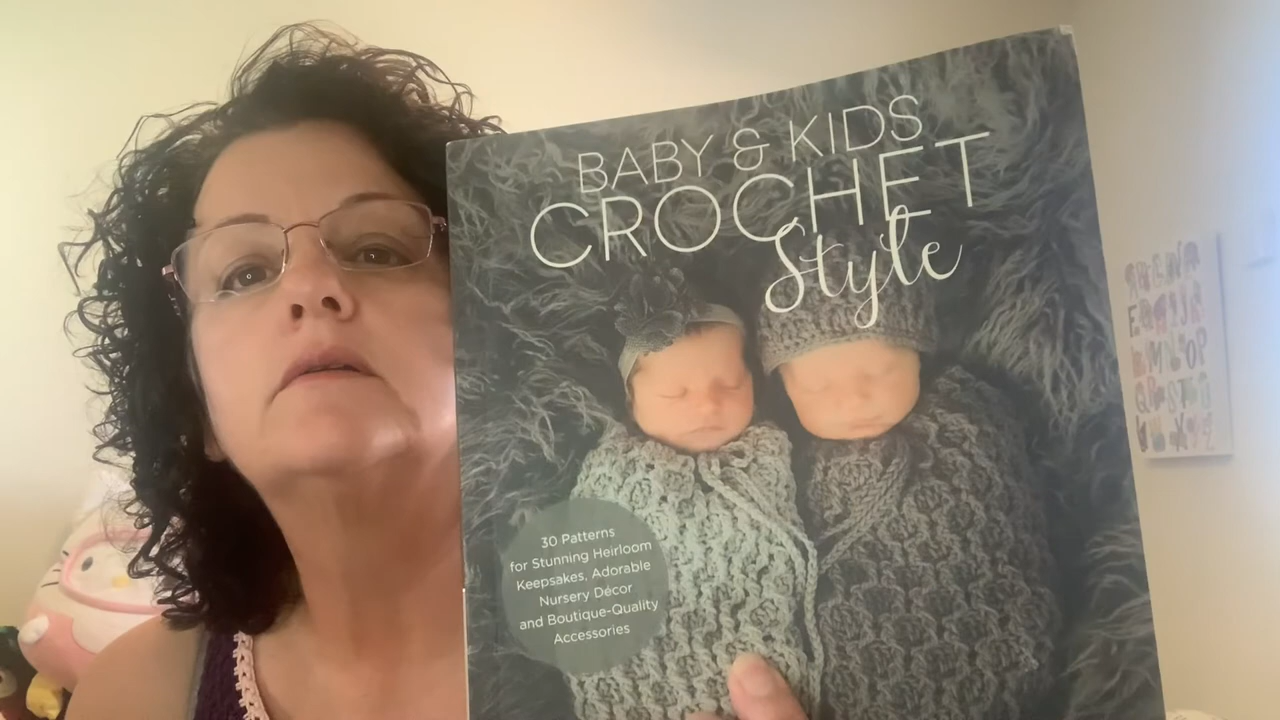 BABY & KIDS
CROCHET
Style
30 Patterns
for Stunning Heirloom
Keepsakes, Adorable
Nursery Décor
and Boutique-Quality
Accessories